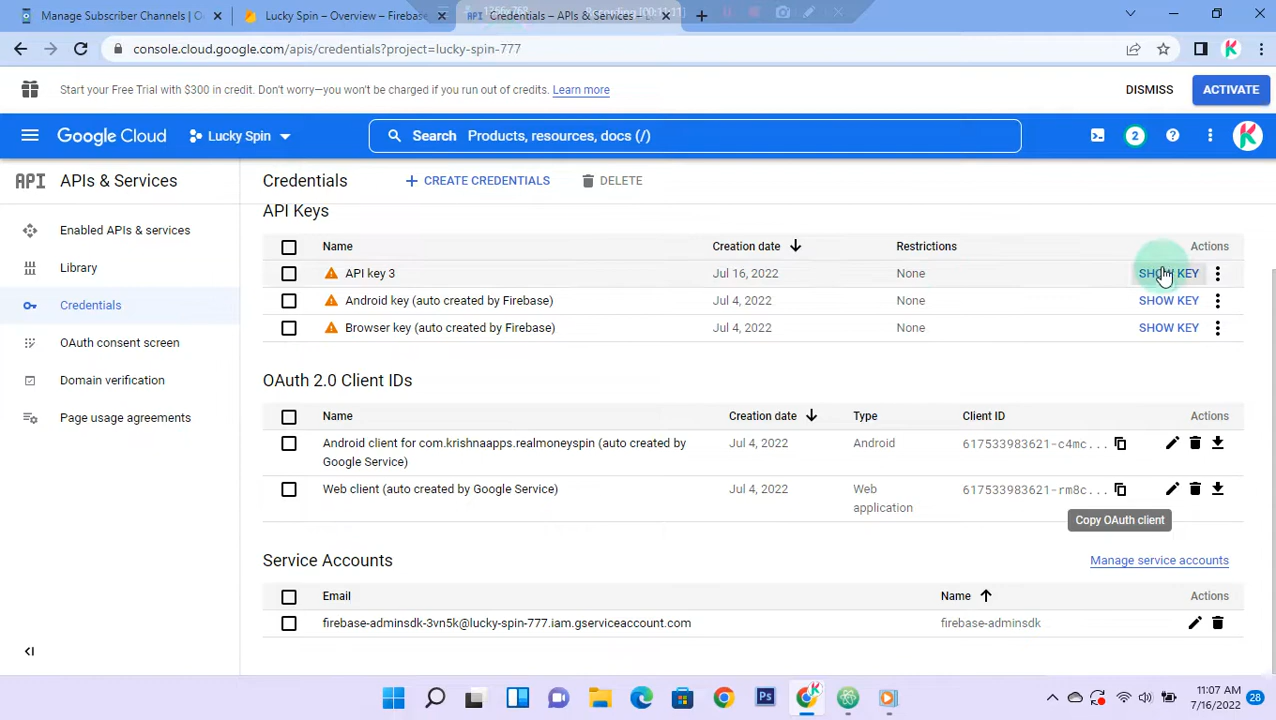 Manage Subscriber Channels | O
Lucky Spin – Overview – Firebase
API Credentials – APIs & Services –
console.cloud.google.com/apis/credentials?project=lucky-spin-777
Start your Free Trial with $300 in credit. Don't worry—you won't be charged if you run out of credits. Learn more
DISMISS
ACTIVATE
Google Cloud
Lucky Spin
Search Products, resources, docs (/)
2
API APIs & Services
Credentials
+ CREATE CREDENTIALS
DELETE
Enabled APIs & services
Library
Credentials
OAuth consent screen
Domain verification
Page usage agreements
API Keys
Name Creation date Restrictions Actions
API key 3 Jul 16, 2022 None SHOW KEY
Android key (auto created by Firebase) Jul 4, 2022 None SHOW KEY
Browser key (auto created by Firebase) Jul 4, 2022 None SHOW KEY
OAuth 2.0 Client IDs
Name Creation date Type Client ID Actions
Android client for com.krishnaapps.realmoneyspin (auto created by Jul 4, 2022 Android 617533983621-c4mc...
Google Service)
Web client (auto created by Google Service) Jul 4, 2022 Web 617533983621-rm8c...
application
Copy OAuth client
Service Accounts
Manage service accounts
Email Name Actions
firebase-adminsdk-3vn5k@lucky-spin-777.iam.gserviceaccount.com firebase-adminsdk
Ps
11:07 AM
7/16/2022
28